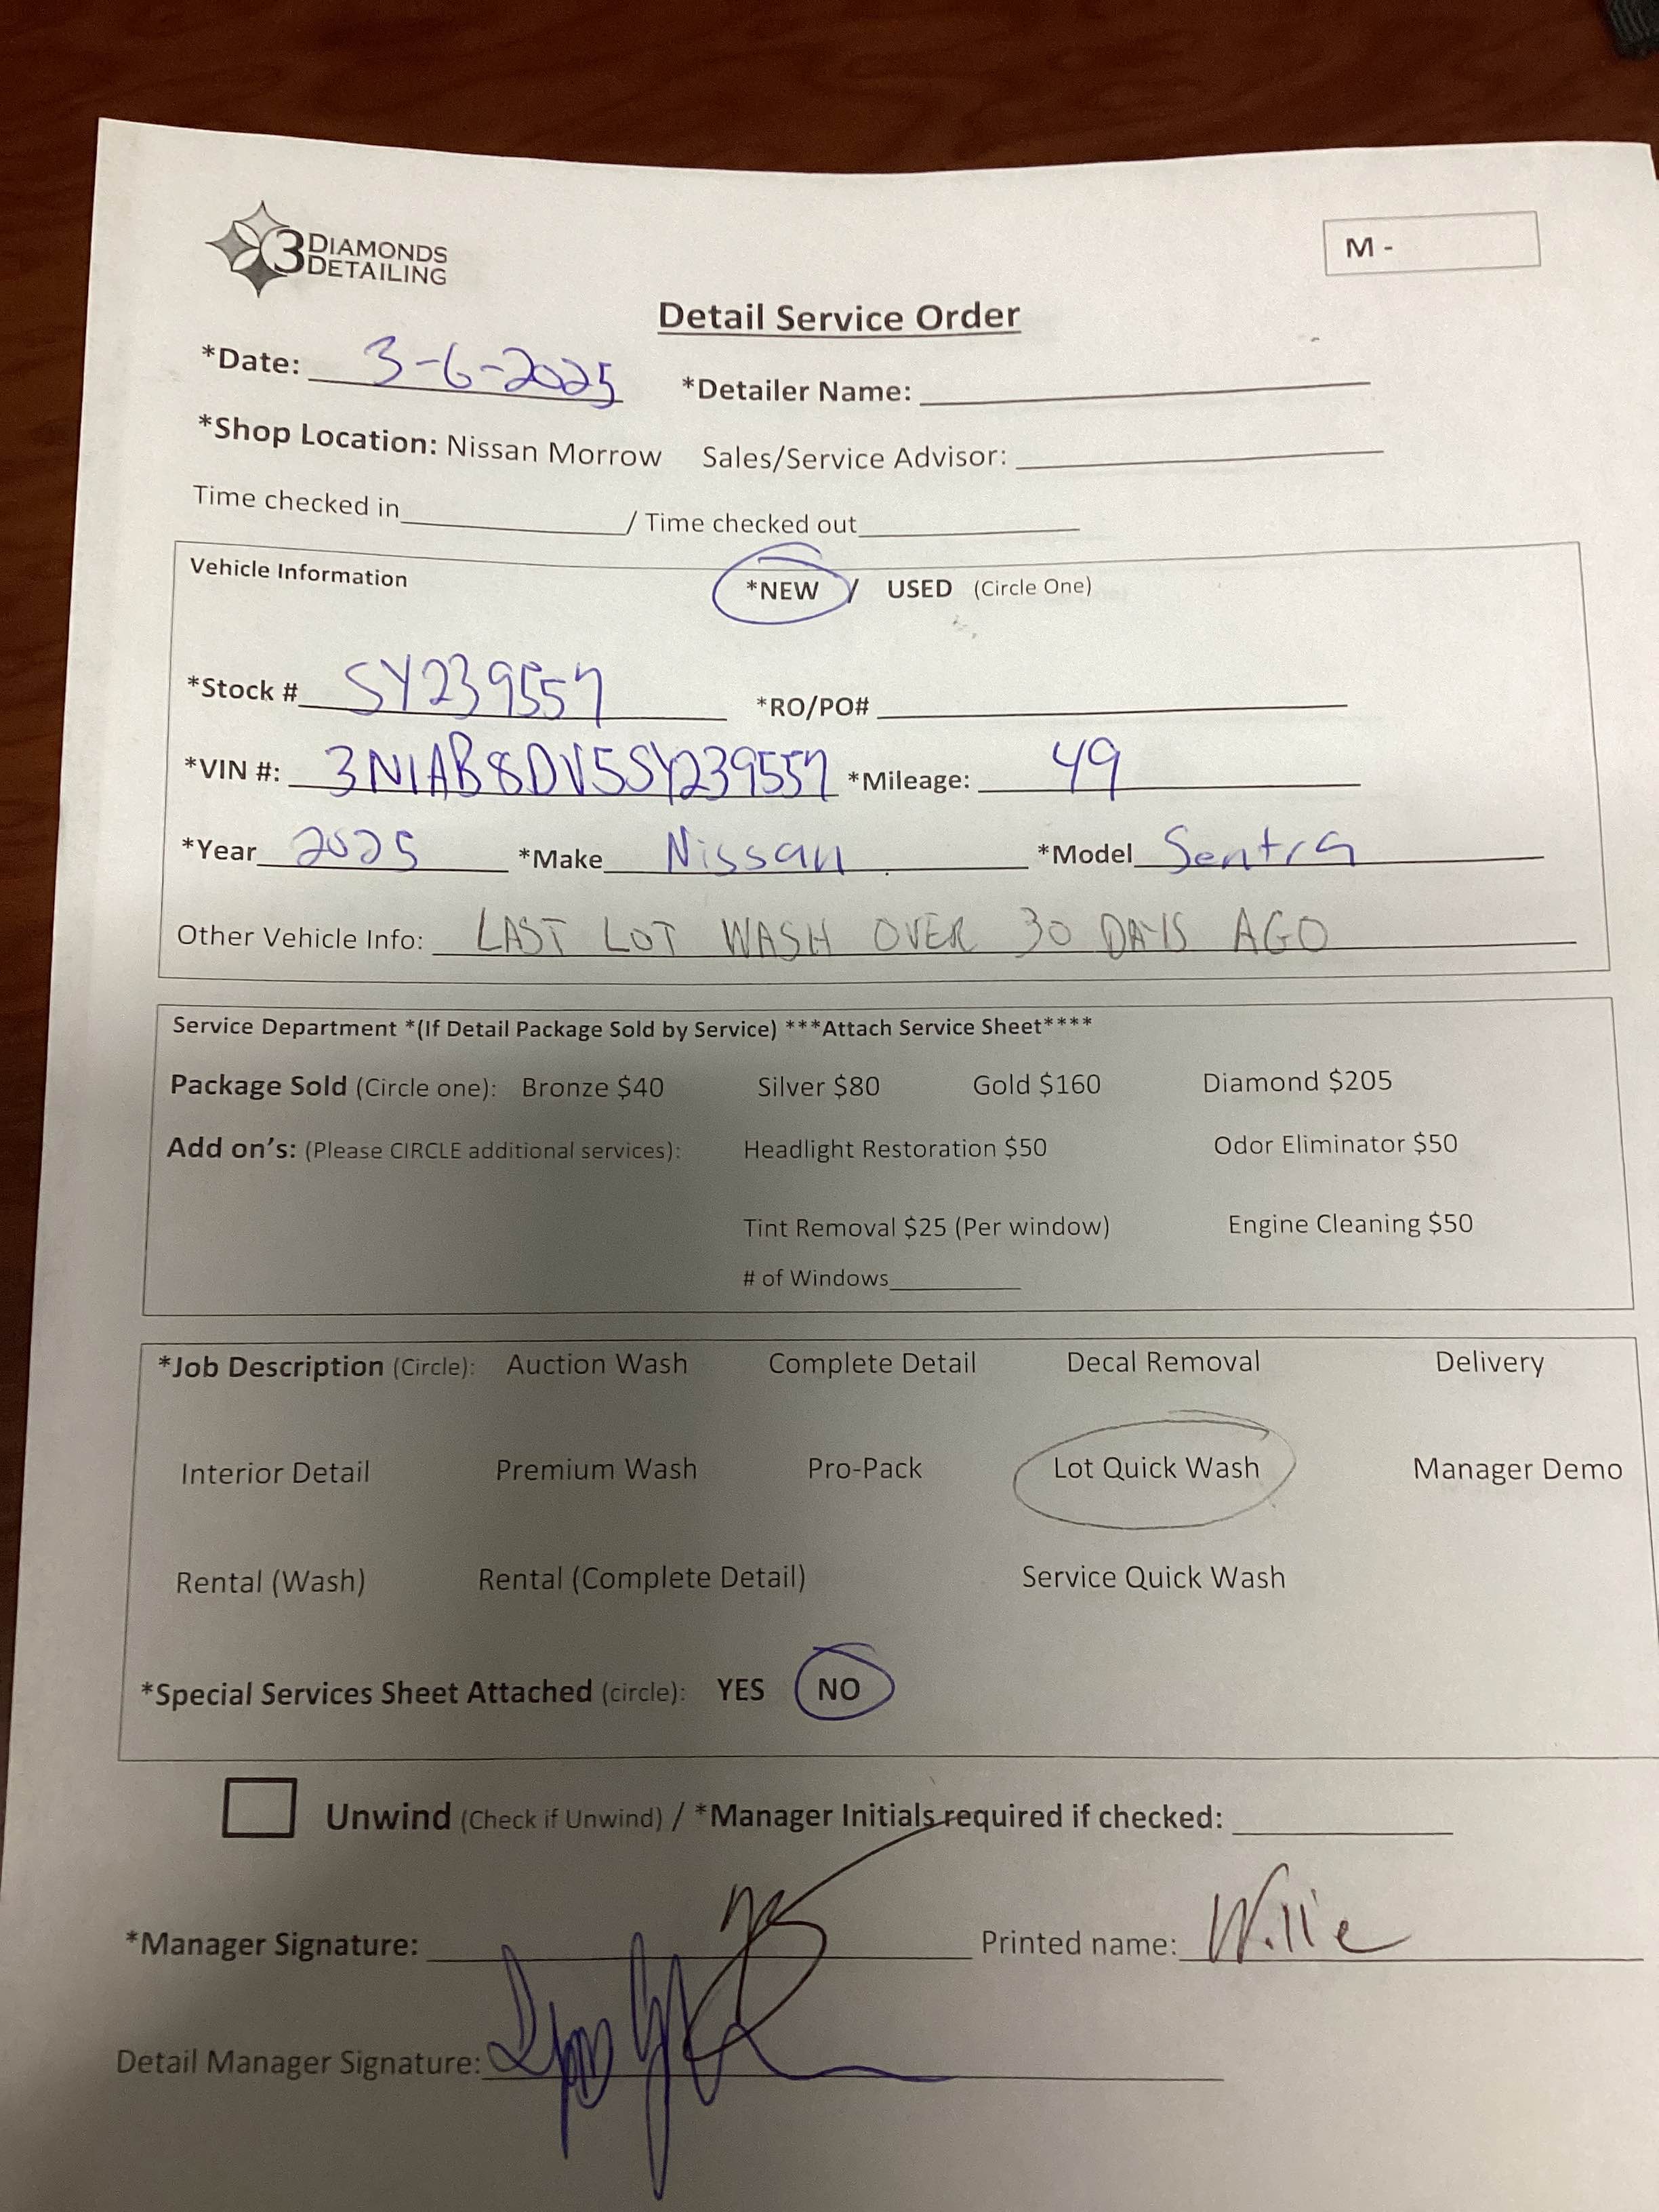 3 DIAMONDS
DETAILING
M -
Detail Service Order
*Date: 3-6-2025 *Detailer Name:
*Shop Location: Nissan Morrow Sales/Service Advisor:
Time checked in / Time checked out
Vehicle Information *NEW / USED (Circle One)
*Stock # SY239557 *RO/PO#
*VIN #: 3N1AB8DV5SY239557 *Mileage: 49
*Year 2025 *Make Nissan *Model Sentra
Other Vehicle Info: LAST LOT WASH OVER 30 DAYS AGO
Service Department *(If Detail Package Sold by Service) ***Attach Service Sheet****
Package Sold (Circle one): Bronze $40 Silver $80 Gold $160 Diamond $205
Add on's: (Please CIRCLE additional services): Headlight Restoration $50 Odor Eliminator $50
Tint Removal $25 (Per window) Engine Cleaning $50
# of Windows
*Job Description (Circle): Auction Wash Complete Detail Decal Removal Delivery
Interior Detail Premium Wash Pro-Pack Lot Quick Wash Manager Demo
Rental (Wash) Rental (Complete Detail) Service Quick Wash
*Special Services Sheet Attached (circle): YES NO
Unwind (Check if Unwind) / *Manager Initials required if checked:
*Manager Signature: Printed name: Willie
Detail Manager Signature: